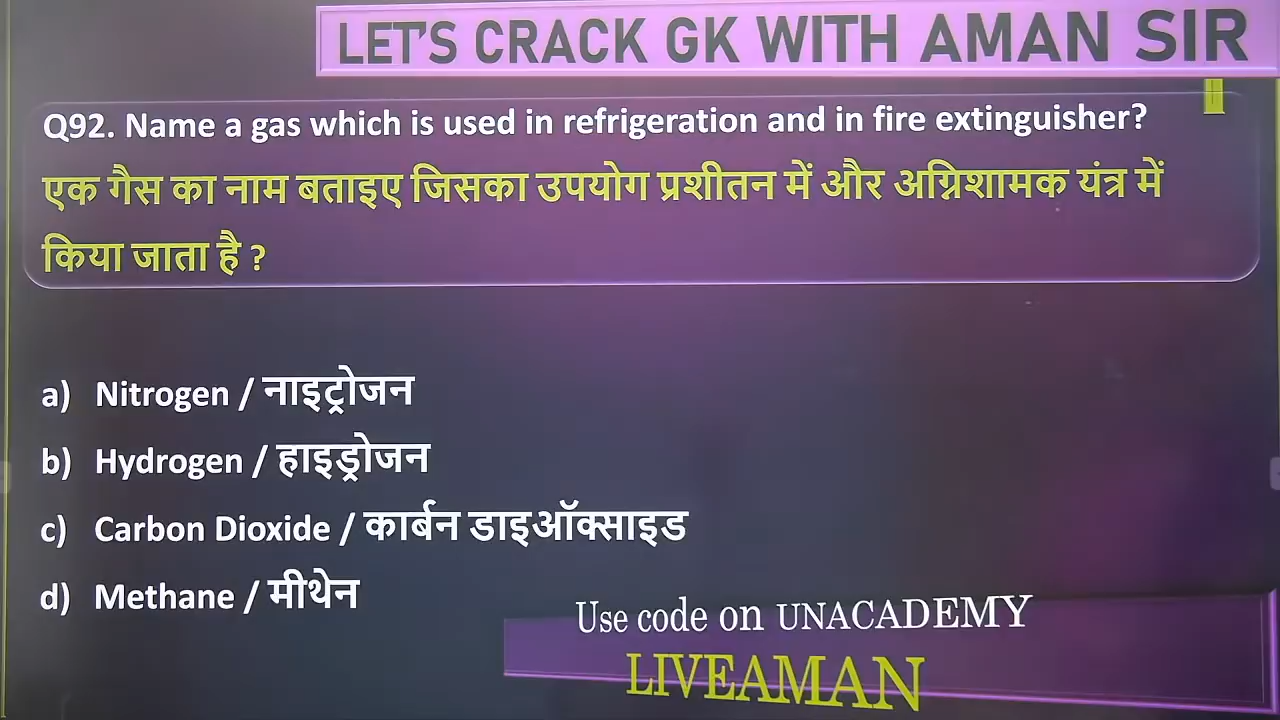 LET'S CRACK GK WITH AMAN SIR
Q92. Name a gas which is used in refrigeration and in fire extinguisher?
एक गैस का नाम बताइए जिसका उपयोग प्रशीतन में और अग्निशामक यंत्र में
किया जाता है ?
a) Nitrogen / नाइट्रोजन
b) Hydrogen / हाइड्रोजन
c) Carbon Dioxide / कार्बन डाइऑक्साइड
d) Methane / मीथेन
Use code on UNACADEMY
LIVEAMAN